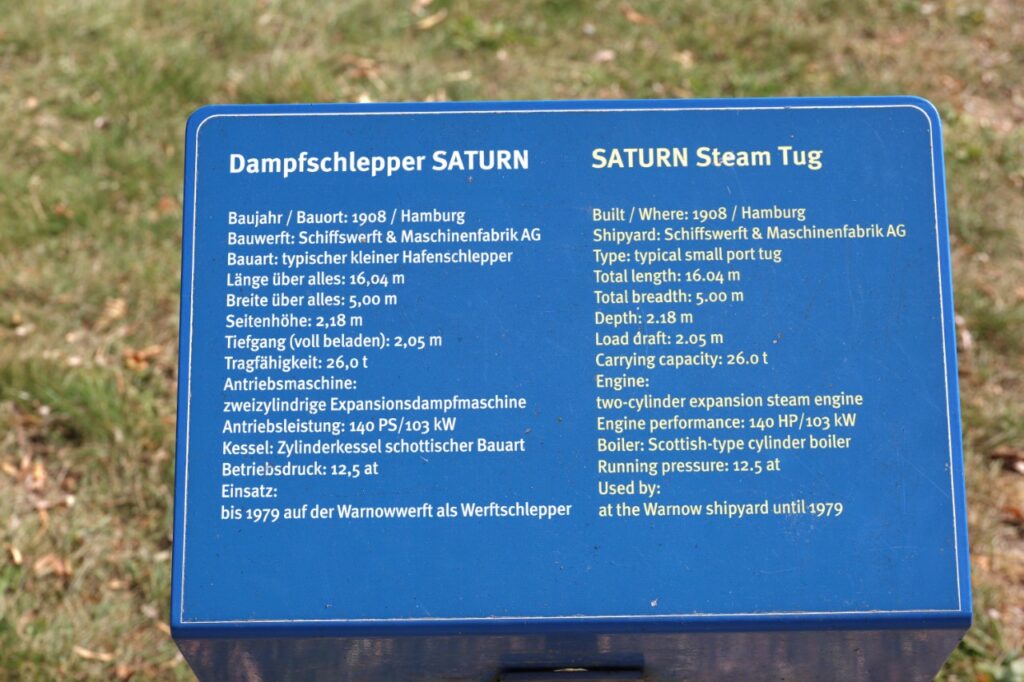 Dampfschlepper SATURN
Baujahr / Bauort: 1908 / Hamburg
Bauwerft: Schiffswerft & Maschinenfabrik AG
Bauart: typischer kleiner Hafenschlepper
Länge über alles: 16,04 m
Breite über alles: 5,00 m
Seitenhöhe: 2,18 m
Tiefgang (voll beladen): 2,05 m
Tragfähigkeit: 26,0 t
Antriebsmaschine:
zweizylindrige Expansionsdampfmaschine
Antriebsleistung: 140 PS/103 kW
Kessel: Zylinderkessel schottischer Bauart
Betriebsdruck: 12,5 at
Einsatz:
bis 1979 auf der Warnowwerft als Werftschlepper
SATURN Steam Tug
Built / Where: 1908 / Hamburg
Shipyard: Schiffswerft & Maschinenfabrik AG
Type: typical small port tug
Total length: 16.04 m
Total breadth: 5.00 m
Depth: 2.18 m
Load draft: 2.05 m
Carrying capacity: 26.0 t
Engine:
two-cylinder expansion steam engine
Engine performance: 140 HP/103 kW
Boiler: Scottish-type cylinder boiler
Running pressure: 12.5 at
Used by:
at the Warnow shipyard until 1979